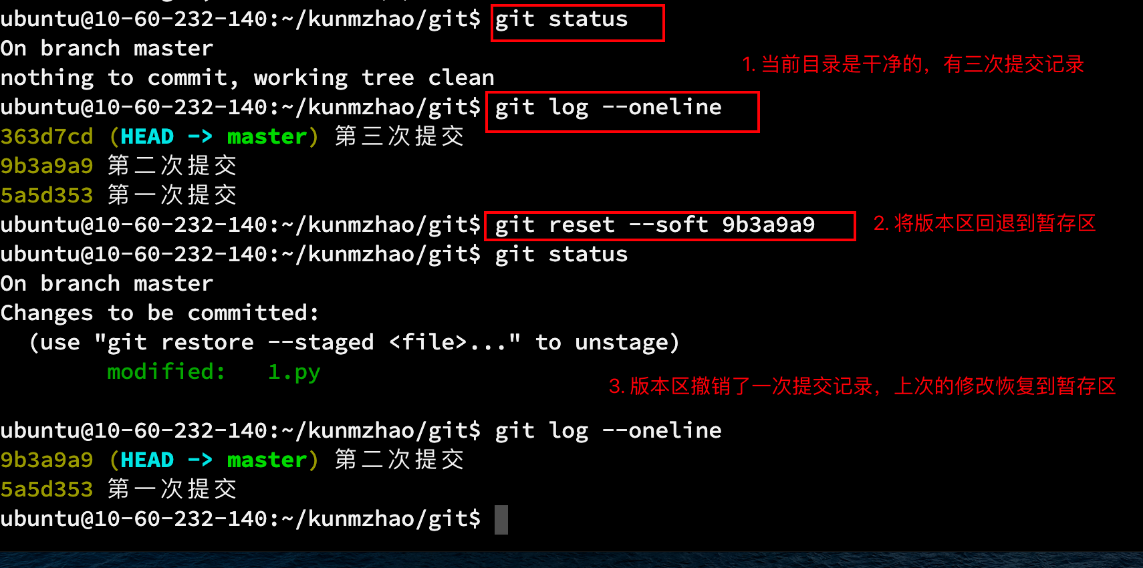 ubuntu@10-60-232-140:~/kunmzhao/git$ git status
On branch master
nothing to commit, working tree clean
1. 当前目录是干净的，有三次提交记录
ubuntu@10-60-232-140:~/kunmzhao/git$ git log --oneline
363d7cd (HEAD -> master) 第三次提交
9b3a9a9 第二次提交
5a5d353 第一次提交
ubuntu@10-60-232-140:~/kunmzhao/git$ git reset --soft 9b3a9a9
2. 将版本区回退到暂存区
ubuntu@10-60-232-140:~/kunmzhao/git$ git status
On branch master
Changes to be committed:
(use "git restore --staged <file>..." to unstage)
modified: 1.py
3. 版本区撤销了一次提交记录，上次的修改恢复到暂存区
ubuntu@10-60-232-140:~/kunmzhao/git$ git log --oneline
9b3a9a9 (HEAD -> master) 第二次提交
5a5d353 第一次提交
ubuntu@10-60-232-140:~/kunmzhao/git$